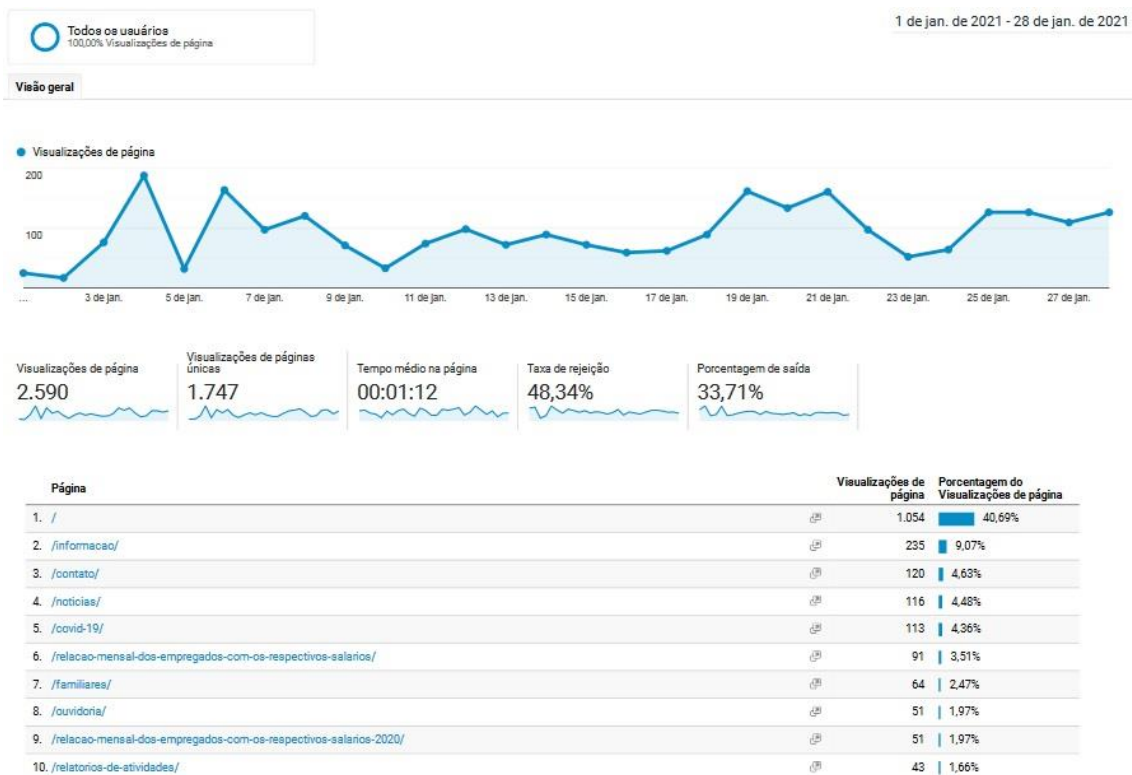 Todos os usuários
100,00% Visualizações de página
1 de jan. de 2021 - 28 de jan. de 2021
Visão geral
Visualizações de página
200
100
... 3 de jan. 5 de jan. 7 de jan. 9 de jan. 11 de jan. 13 de jan. 15 de jan. 17 de jan. 19 de jan. 21 de jan. 23 de jan. 25 de jan. 27 de jan.
Visualizações de página
2.590
Visualizações de páginas
únicas
1.747
Tempo médio na página
00:01:12
Taxa de rejeição
48,34%
Porcentagem de saída
33,71%
Página
Visualizações de
página
Porcentagem do
Visualizações de página
1. / 1.054 40,69%
2. /informacao/ 235 9,07%
3. /contato/ 120 4,63%
4. /noticias/ 116 4,48%
5. /covid-19/ 113 4,36%
6. /relacao-mensal-dos-empregados-com-os-respectivos-salarios/ 91 3,51%
7. /familiares/ 64 2,47%
8. /ouvidoria/ 51 1,97%
9. /relacao-mensal-dos-empregados-com-os-respectivos-salarios-2020/ 51 1,97%
10. /relatorios-de-atividades/ 43 1,66%